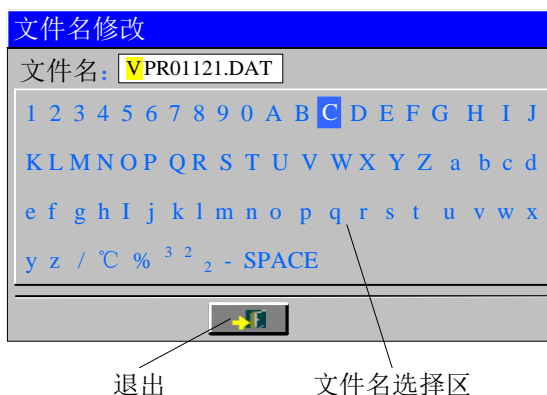 文件名修改
文件名：VPR01121.DAT
1 2 3 4 5 6 7 8 9 0 A B C D E F G H I J
K L M N O P Q R S T U V W X Y Z a b c d
e f g h I j k l m n o p q r s t u v w x
y z / ℃ % ³ ² ₂ - SPACE
退出 文件名选择区